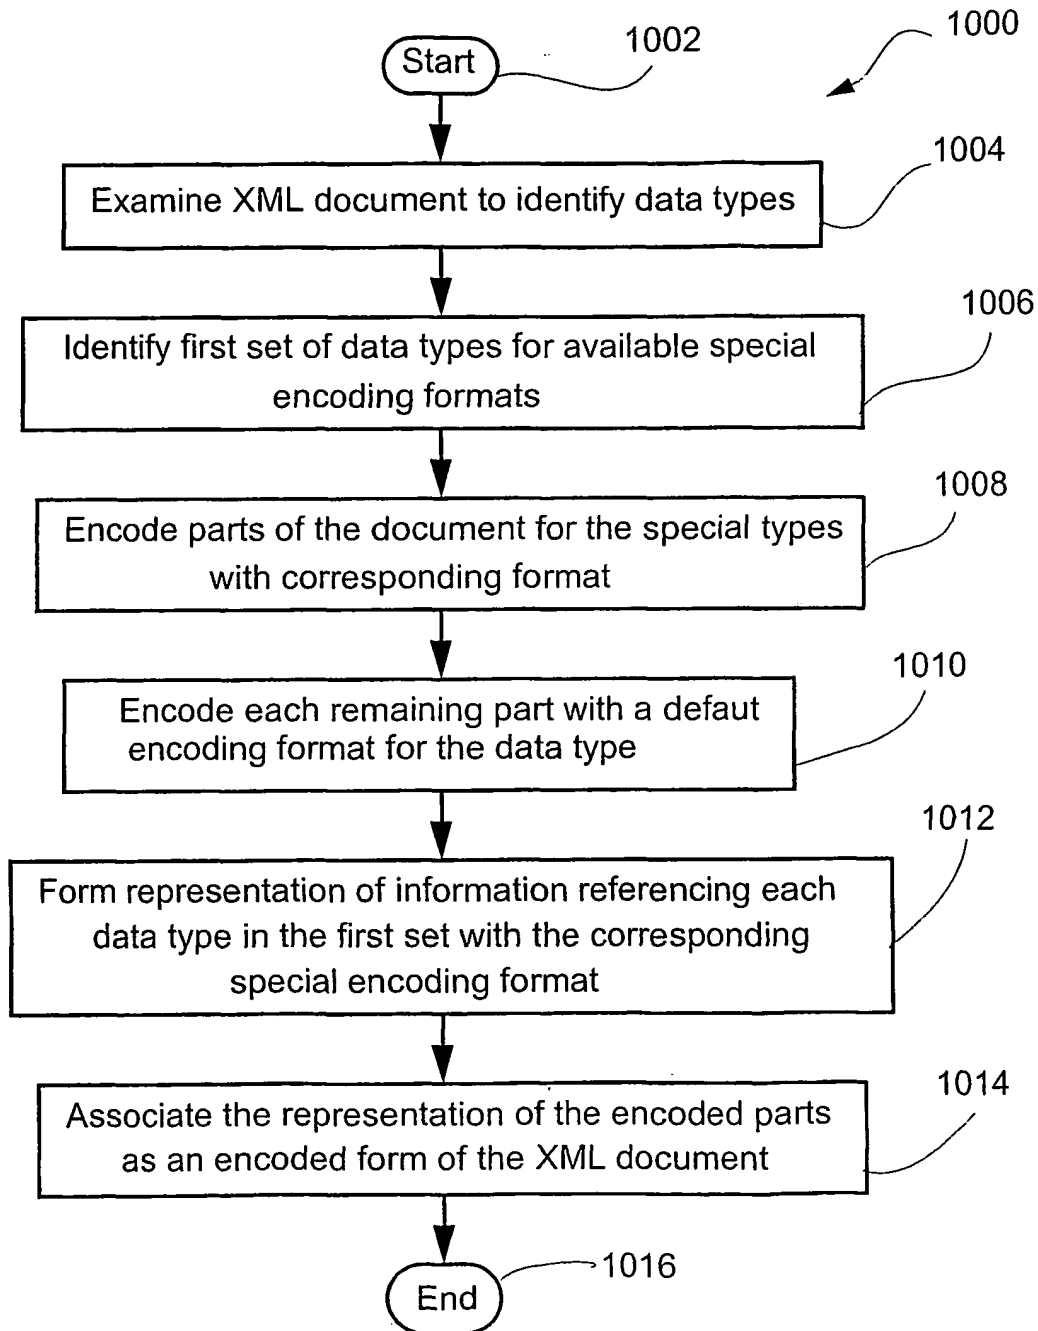 1000
Start
1002
1004
Examine XML document to identify data types
1006
Identify first set of data types for available special
encoding formats
1008
Encode parts of the document for the special types
with corresponding format
1010
Encode each remaining part with a defaut
encoding format for the data type
1012
Form representation of information referencing each
data type in the first set with the corresponding
special encoding format
1014
Associate the representation of the encoded parts
as an encoded form of the XML document
1016
End